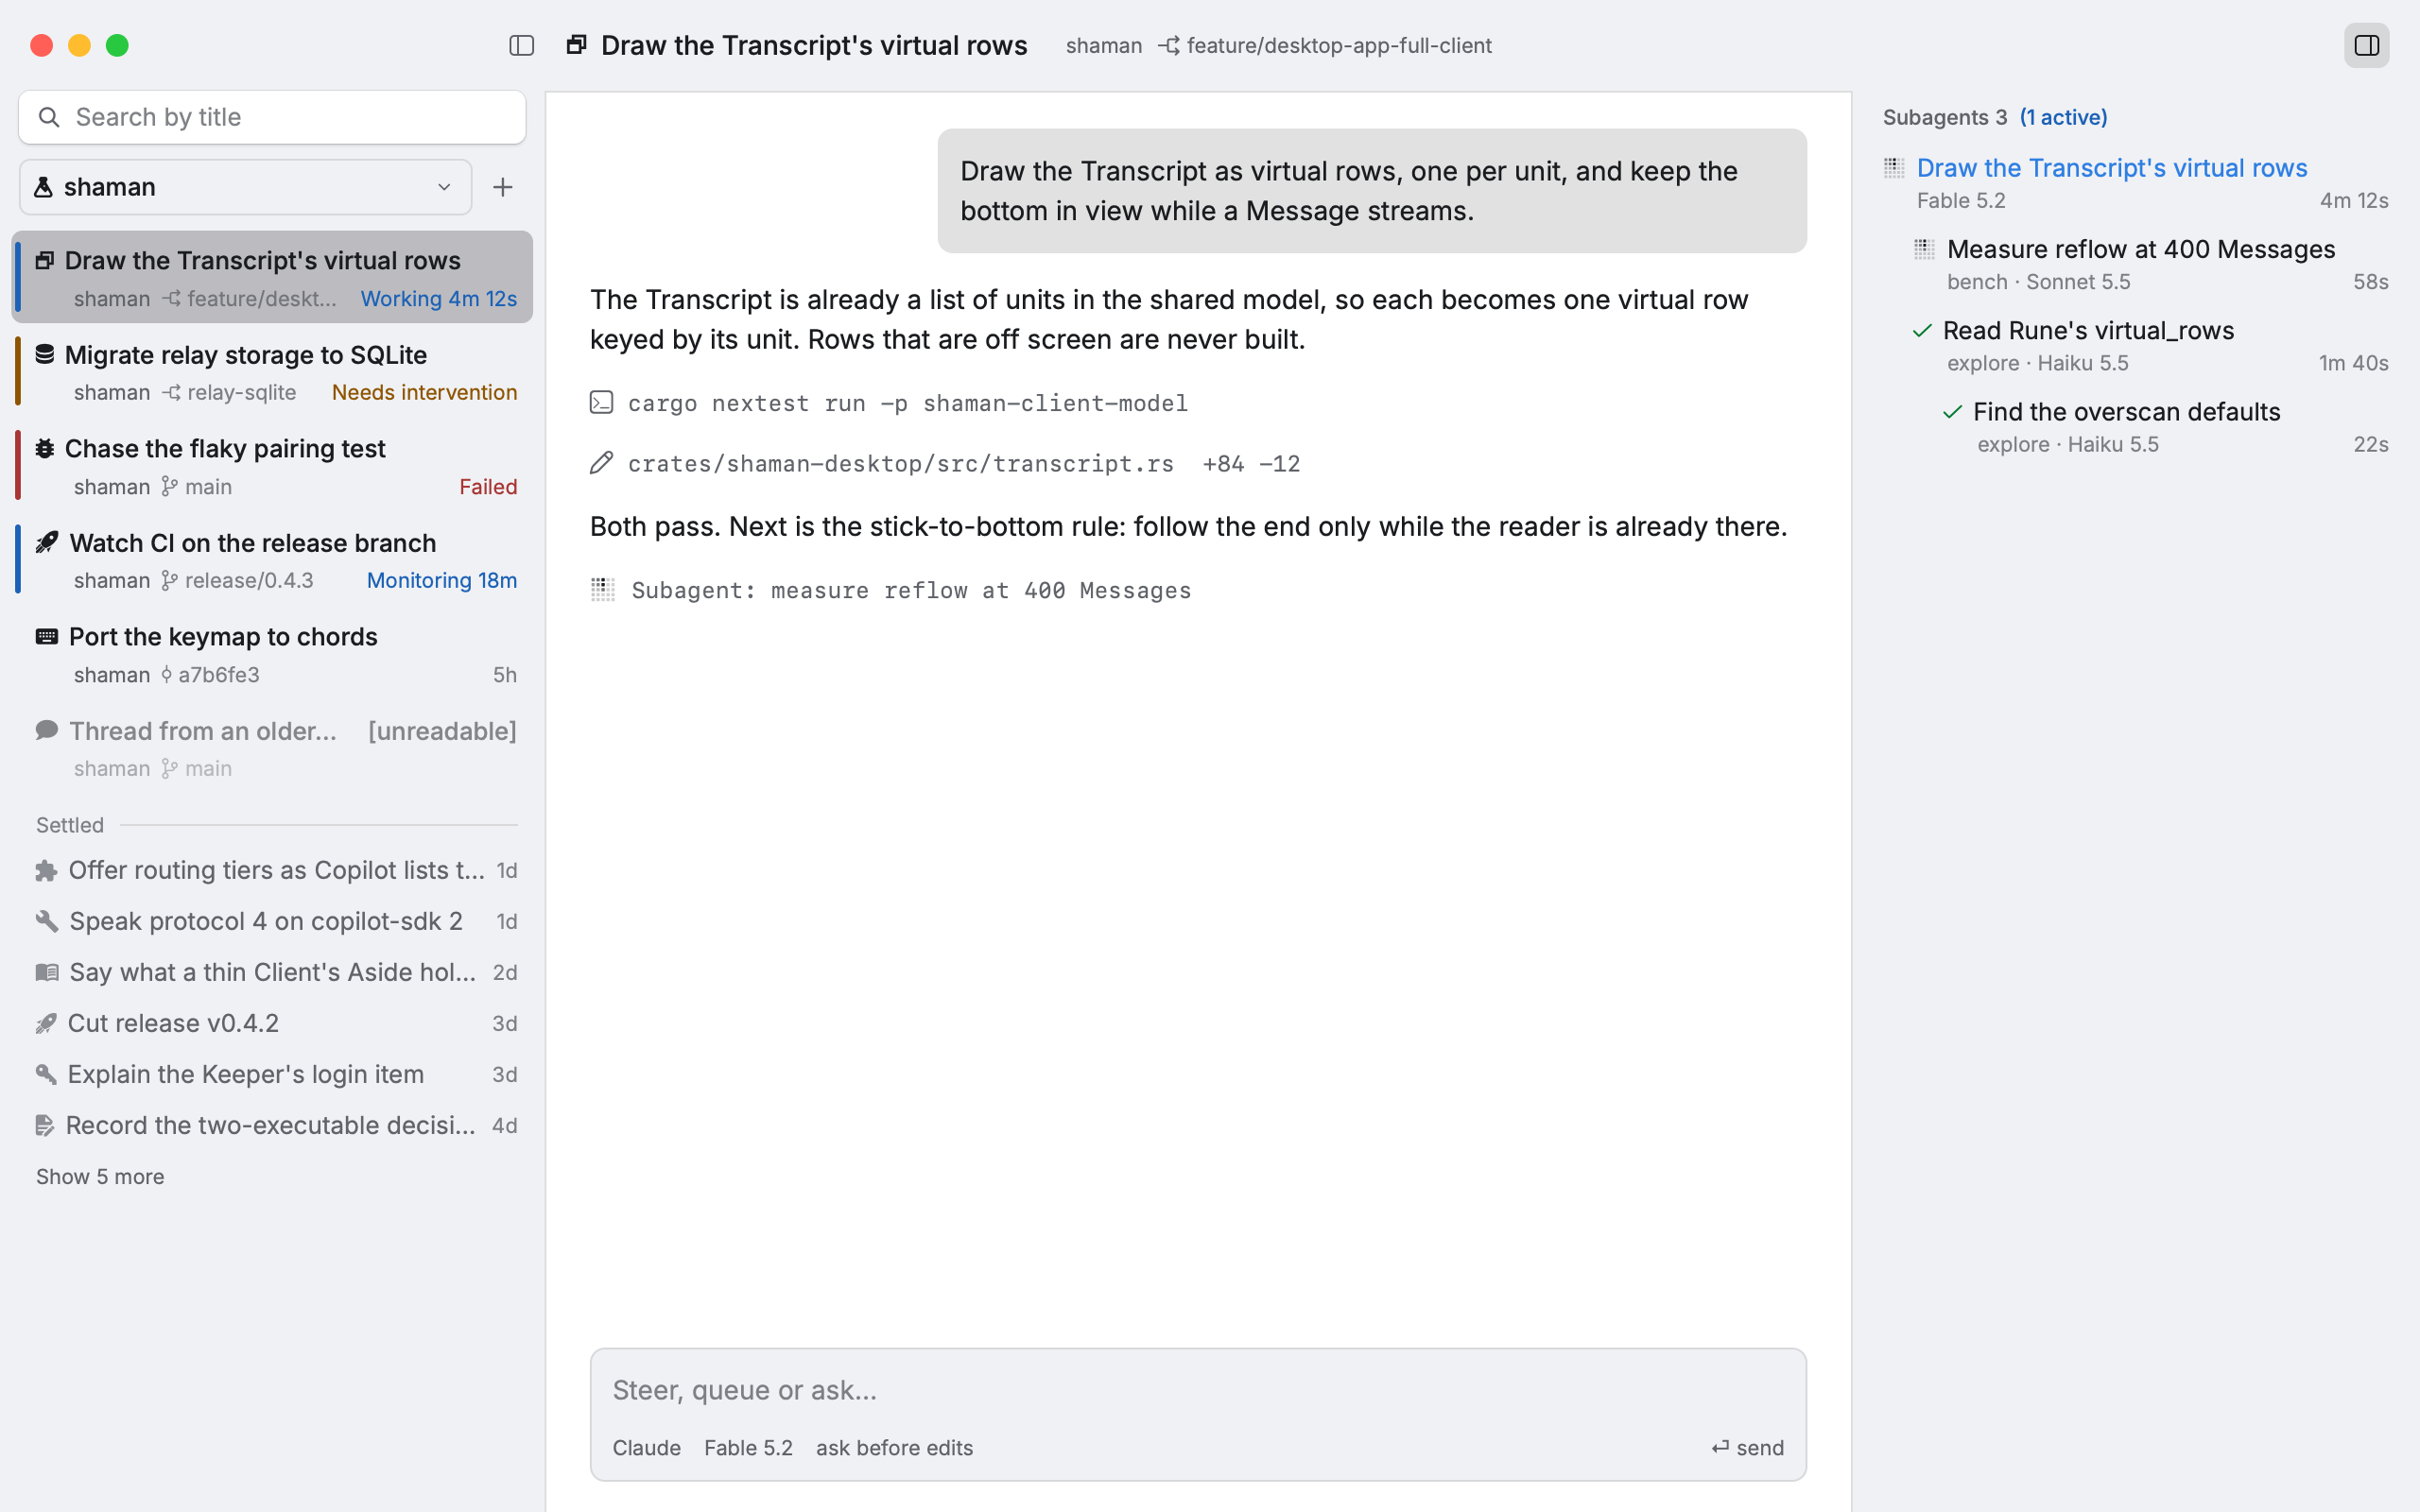 Draw the Transcript's virtual rows
shaman feature/desktop-app-full-client
Search by title
shaman
Draw the Transcript's virtual rows
shaman feature/deskt... Working 4m 12s
Migrate relay storage to SQLite
shaman relay-sqlite Needs intervention
Chase the flaky pairing test
shaman main Failed
Watch CI on the release branch
shaman release/0.4.3 Monitoring 18m
Port the keymap to chords
shaman a7b6fe3 5h
Thread from an older... [unreadable]
shaman main
Settled
Offer routing tiers as Copilot lists t... 1d
Speak protocol 4 on copilot-sdk 2 1d
Say what a thin Client's Aside hol... 2d
Cut release v0.4.2 3d
Explain the Keeper's login item 3d
Record the two-executable decisi... 4d
Show 5 more
Draw the Transcript as virtual rows, one per unit, and keep the
bottom in view while a Message streams.
The Transcript is already a list of units in the shared model, so each becomes one virtual row
keyed by its unit. Rows that are off screen are never built.
cargo nextest run -p shaman-client-model
crates/shaman-desktop/src/transcript.rs +84 -12
Both pass. Next is the stick-to-bottom rule: follow the end only while the reader is already there.
Subagent: measure reflow at 400 Messages
Steer, queue or ask...
Claude Fable 5.2 ask before edits
send
Subagents 3 (1 active)
Draw the Transcript's virtual rows
Fable 5.2 4m 12s
Measure reflow at 400 Messages
bench · Sonnet 5.5 58s
Read Rune's virtual_rows
explore · Haiku 5.5 1m 40s
Find the overscan defaults
explore · Haiku 5.5 22s